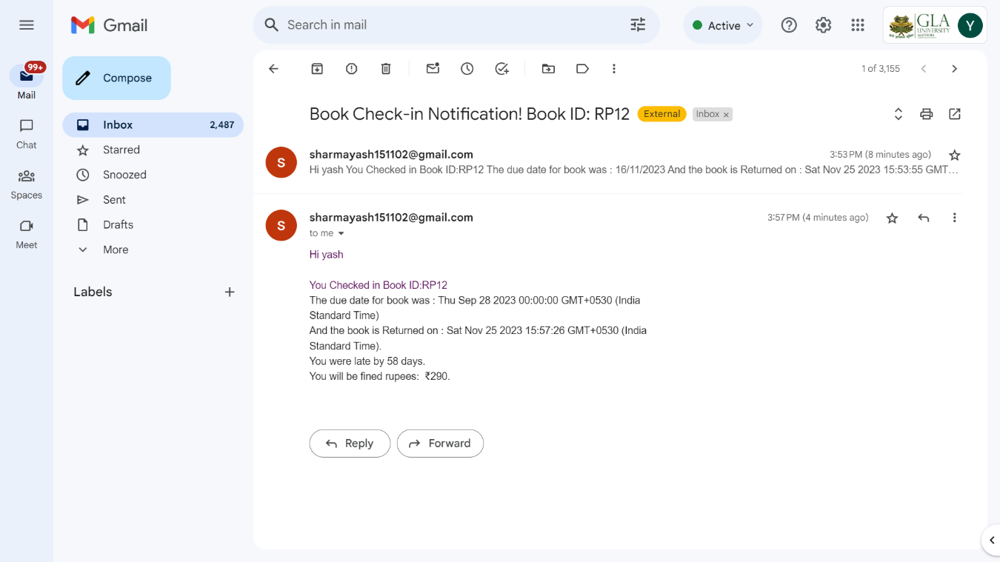 Gmail
Search in mail
Active
GLA
UNIVERSITY
MATHURA
Y
99+
Mail
Chat
Spaces
Meet
Compose
Inbox 2,487
Starred
Snoozed
Sent
Drafts
More
Labels
1 of 3,155
Book Check-in Notification! Book ID: RP12 External Inbox x
S
sharmayash151102@gmail.com 3:53 PM (8 minutes ago)
Hi yash You Checked in Book ID:RP12 The due date for book was : 16/11/2023 And the book is Returned on : Sat Nov 25 2023 15:53:55 GMT…
S
sharmayash151102@gmail.com 3:57 PM (4 minutes ago)
to me
Hi yash
You Checked in Book ID:RP12
The due date for book was : Thu Sep 28 2023 00:00:00 GMT+0530 (India
Standard Time)
And the book is Returned on : Sat Nov 25 2023 15:57:26 GMT+0530 (India
Standard Time).
You were late by 58 days.
You will be fined rupees: ₹290.
Reply Forward